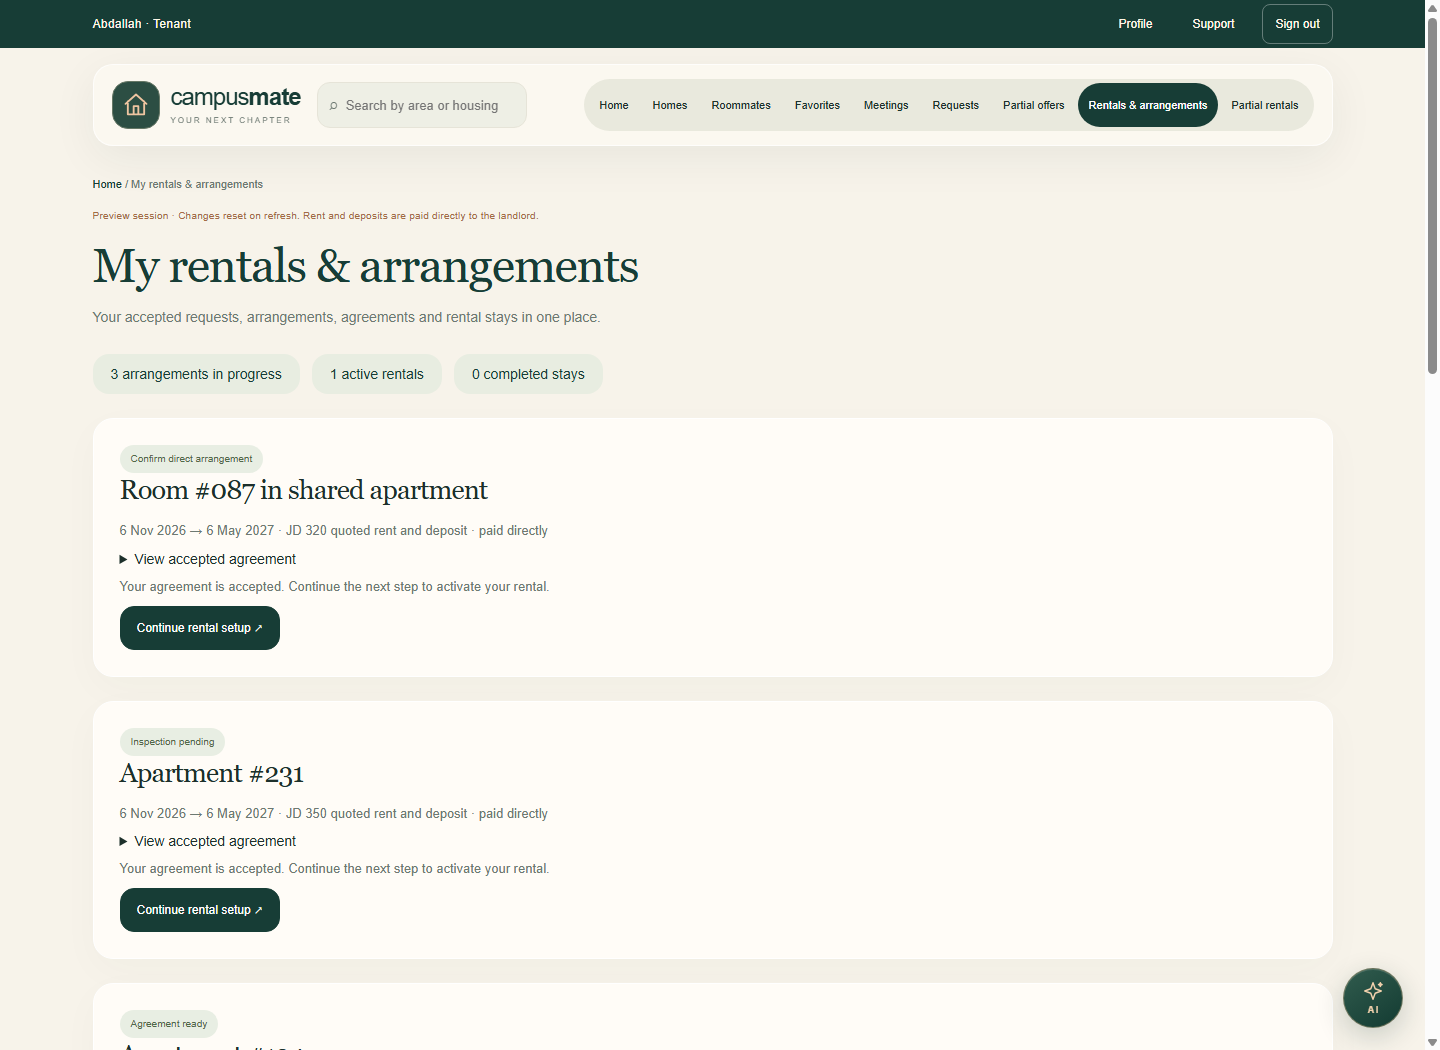 Abdallah · Tenant
Profile
Support
Sign out
campusmate
YOUR NEXT CHAPTER
Search by area or housing
Home
Homes
Roommates
Favorites
Meetings
Requests
Partial offers
Rentals & arrangements
Partial rentals
Home / My rentals & arrangements
Preview session · Changes reset on refresh. Rent and deposits are paid directly to the landlord.
My rentals & arrangements
Your accepted requests, arrangements, agreements and rental stays in one place.
3 arrangements in progress
1 active rentals
0 completed stays
Confirm direct arrangement
Room #087 in shared apartment
6 Nov 2026 → 6 May 2027 · JD 320 quoted rent and deposit · paid directly
▶ View accepted agreement
Your agreement is accepted. Continue the next step to activate your rental.
Continue rental setup ↗
Inspection pending
Apartment #231
6 Nov 2026 → 6 May 2027 · JD 350 quoted rent and deposit · paid directly
▶ View accepted agreement
Your agreement is accepted. Continue the next step to activate your rental.
Continue rental setup ↗
Agreement ready
AI